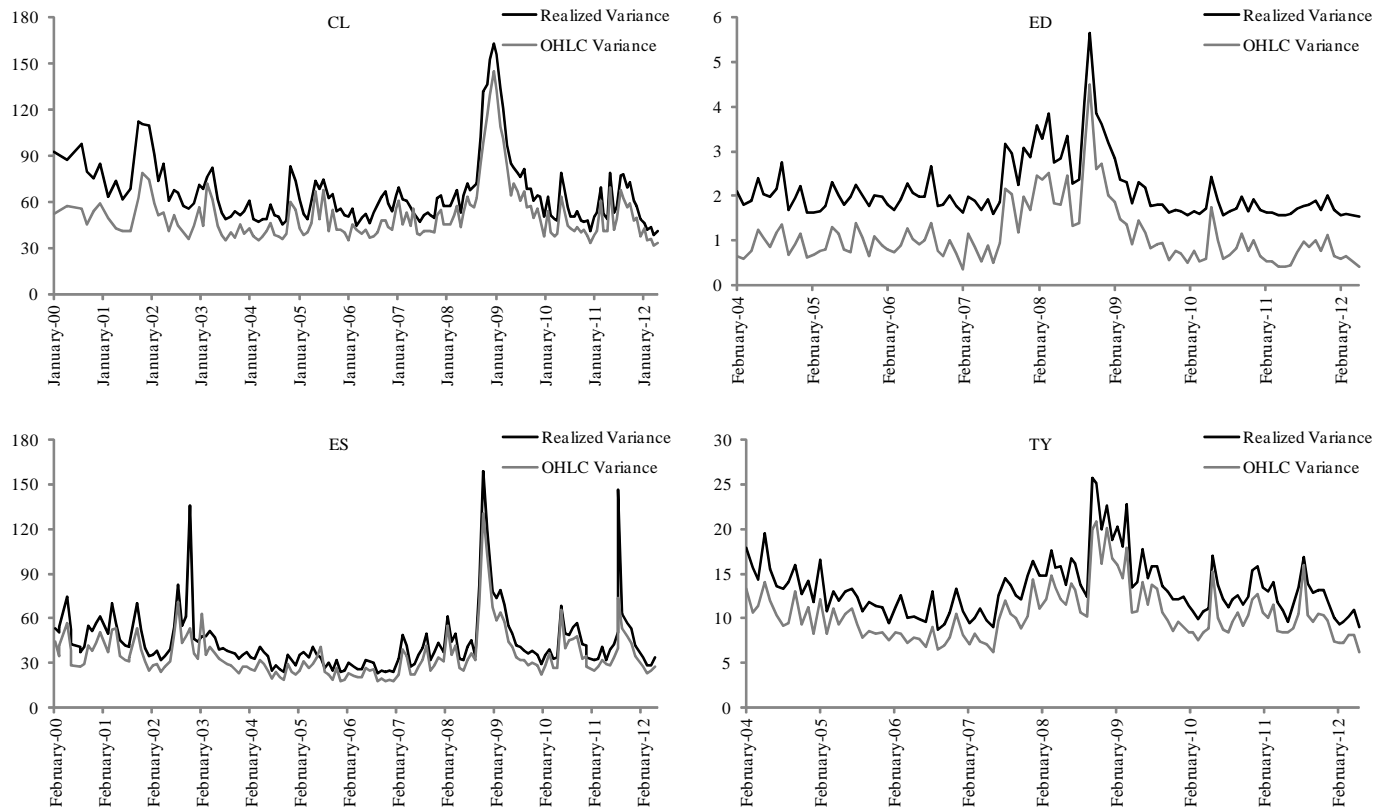 CL
Realized Variance
OHLC Variance
180
150
120
90
60
30
0
January-00
January-01
January-02
January-03
January-04
January-05
January-06
January-07
January-08
January-09
January-10
January-11
January-12
ED
Realized Variance
OHLC Variance
6
5
4
3
2
1
0
February-04
February-05
February-06
February-07
February-08
February-09
February-10
February-11
February-12
ES
Realized Variance
OHLC Variance
180
150
120
90
60
30
0
February-00
February-01
February-02
February-03
February-04
February-05
February-06
February-07
February-08
February-09
February-10
February-11
February-12
TY
Realized Variance
OHLC Variance
30
25
20
15
10
5
0
February-04
February-05
February-06
February-07
February-08
February-09
February-10
February-11
February-12